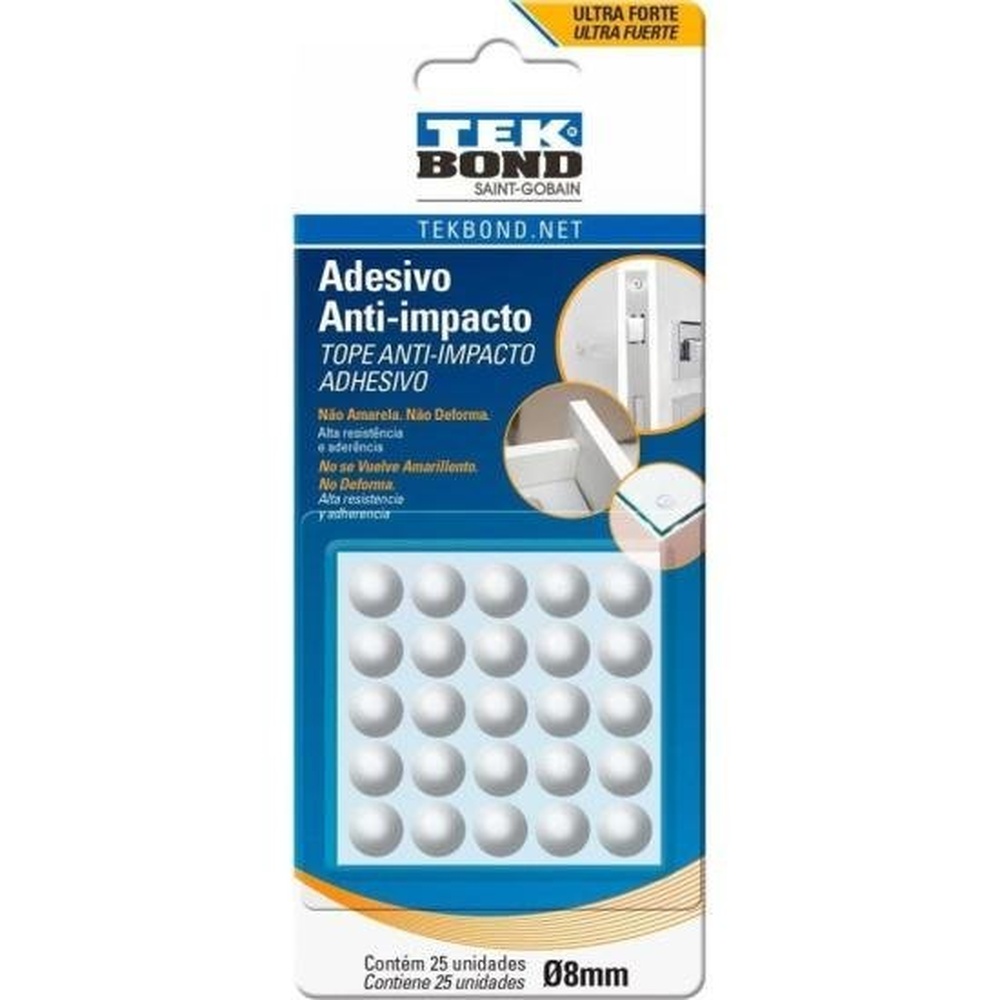 ULTRA FORTE
ULTRA FUERTE
TEK®
BOND
SAINT-GOBAIN
TEKBOND.NET
Adesivo
Anti-impacto
TOPE ANTI-IMPACTO
ADHESIVO
Não Amarela. Não Deforma.
Alta resistência
e aderência
No se Vuelve Amarillento.
No Deforma.
Alta resistencia
y adherencia
Contém 25 unidades
Contiene 25 unidades
Ø8mm